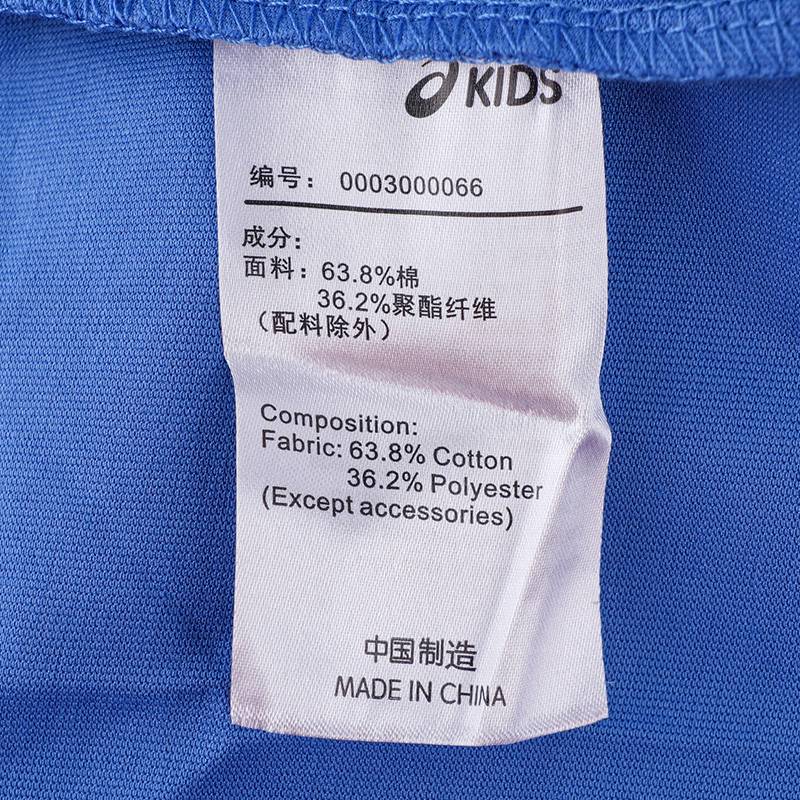 KIDS
编号： 0003000066
成分：
面料：63.8%棉
36.2%聚酯纤维
（配料除外）
Composition:
Fabric: 63.8% Cotton
36.2% Polyester
(Except accessories)
中国制造
MADE IN CHINA